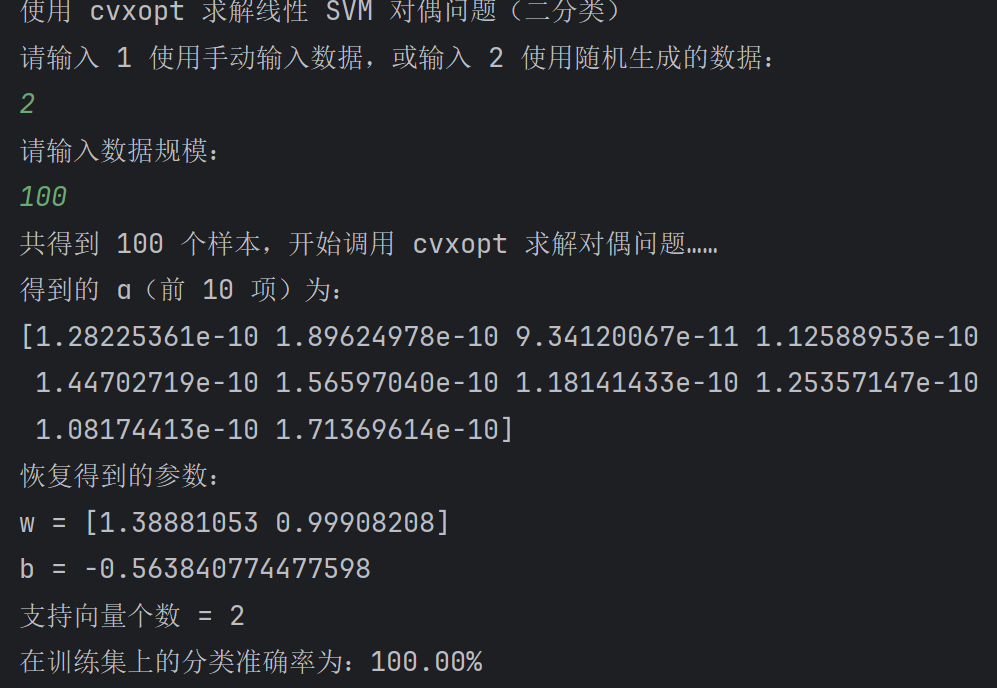 使用 cvxopt 求解线性 SVM 对偶问题（二分类）
请输入 1 使用手动输入数据，或输入 2 使用随机生成的数据：
2
请输入数据规模：
100
共得到 100 个样本，开始调用 cvxopt 求解对偶问题……
得到的 α（前 10 项）为：
[1.28225361e-10 1.89624978e-10 9.34120067e-11 1.12588953e-10
1.44702719e-10 1.56597040e-10 1.18141433e-10 1.25357147e-10
1.08174413e-10 1.71369614e-10]
恢复得到的参数：
w = [1.38881053 0.99908208]
b = -0.563840774477598
支持向量个数 = 2
在训练集上的分类准确率为：100.00%